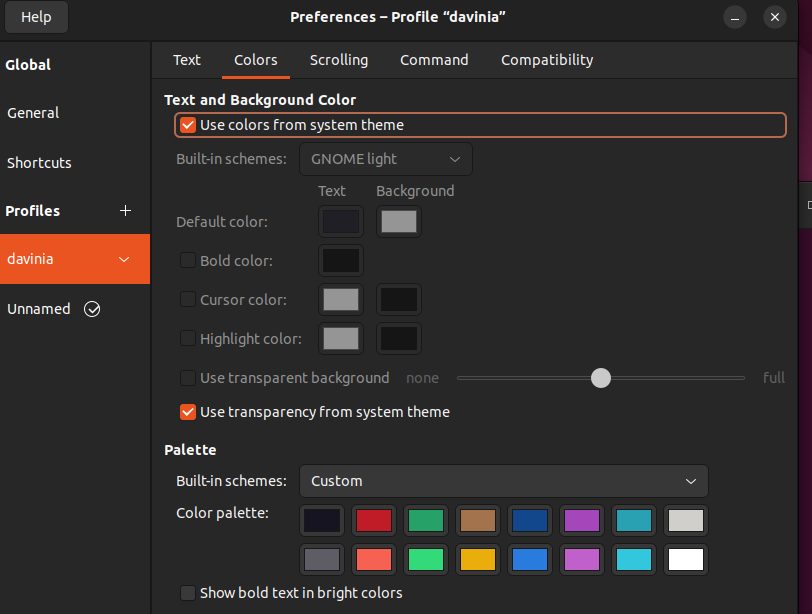 Help
Preferences – Profile “davinia”
Global
General
Shortcuts
Profiles
davinia
Unnamed
Text Colors Scrolling Command Compatibility
Text and Background Color
Use colors from system theme
Built-in schemes: GNOME light
Text Background
Default color:
Bold color:
Cursor color:
Highlight color:
Use transparent background none full
Use transparency from system theme
Palette
Built-in schemes: Custom
Color palette:
Show bold text in bright colors